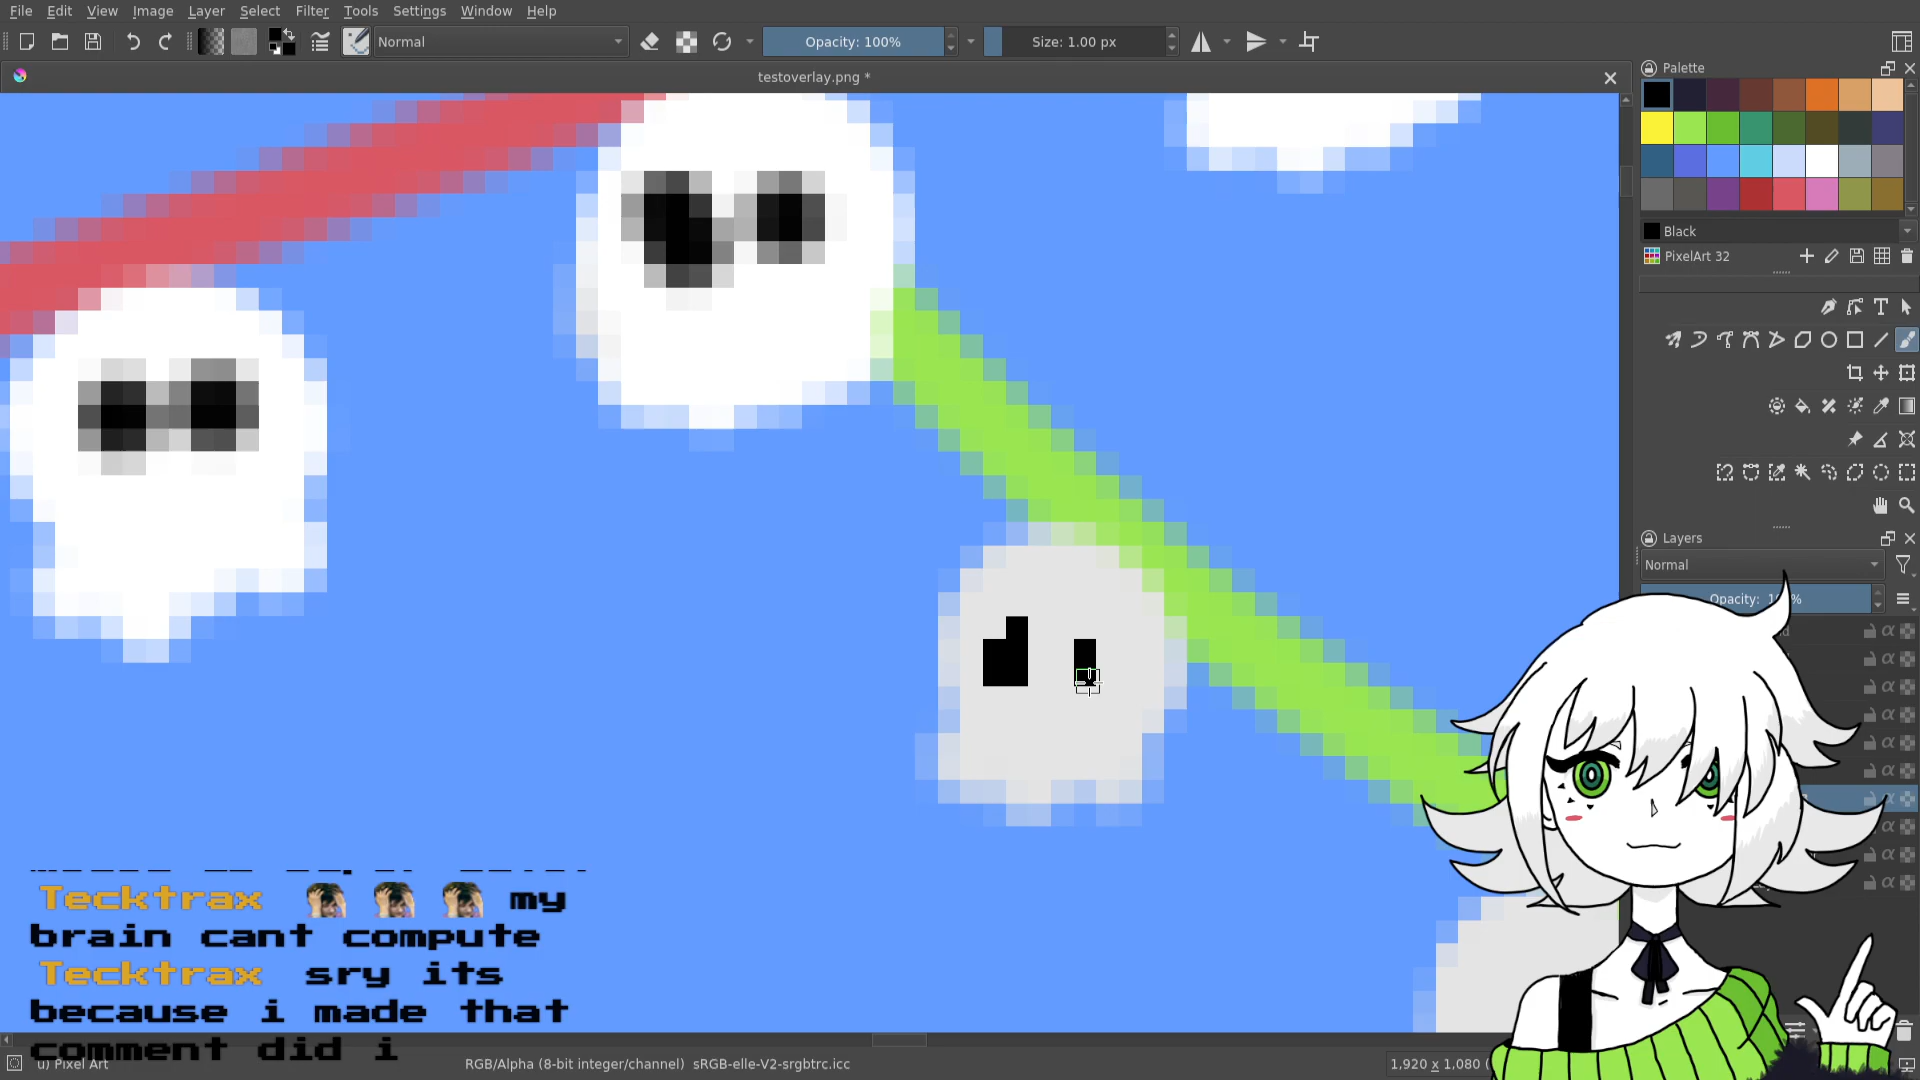 File Edit View Image Layer Select Filter Tools Settings Window Help
Normal Opacity: 100% Size: 1.00 px
testoverlay.png *
Palette
Black
PixelArt 32
Layers
Normal
Opacity:
Tecktrax my
brain cant compute
Tecktrax sry its
because i made that
comment did i
u) Pixel Art RGB/Alpha (8-bit integer/channel) sRGB-elle-V2-srgbtrc.icc 1,920 x 1,080